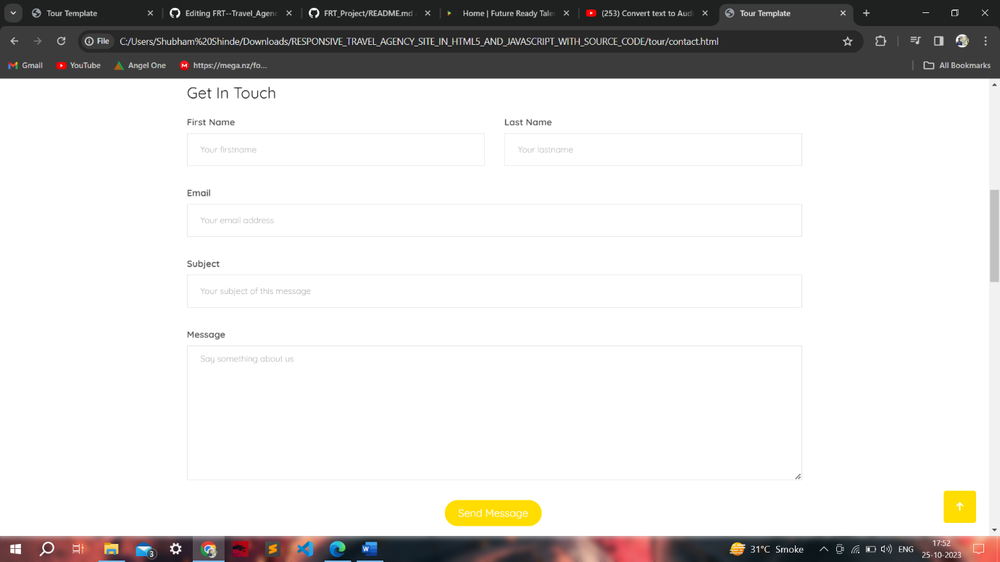 Tour Template
Editing FRT--Travel_Agenc
FRT_Project/README.md
Home | Future Ready Talen
(253) Convert text to Audi
Tour Template
File
C:/Users/Shubham%20Shinde/Downloads/RESPONSIVE_TRAVEL_AGENCY_SITE_IN_HTML5_AND_JAVASCRIPT_WITH_SOURCE_CODE/tour/contact.html
Gmail
YouTube
Angel One
https://mega.nz/fo...
All Bookmarks
Get In Touch
First Name
Last Name
Your firstname
Your lastname
Email
Your email address
Subject
Your subject of this message
Message
Say something about us
Send Message
3
31°C Smoke
ENG
17:52
25-10-2023